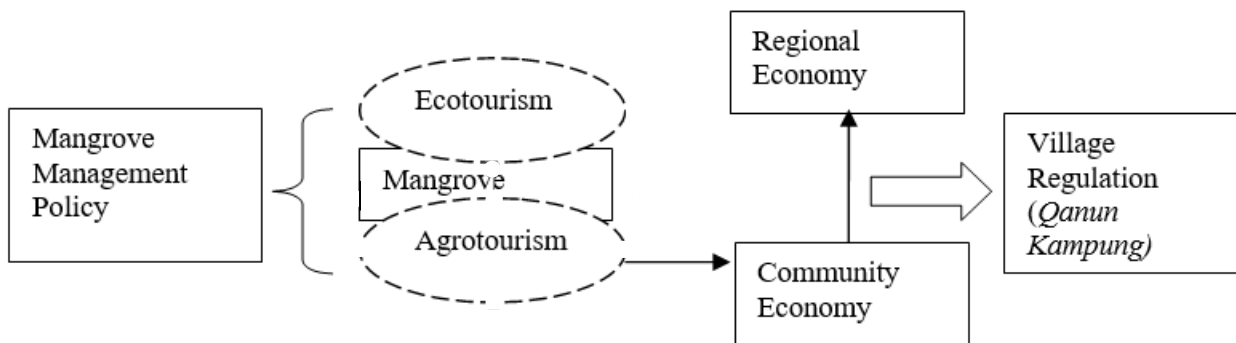 Mangrove
Management
Policy
Ecotourism
Mangrove
Agrotourism
Regional
Economy
Community
Economy
Village
Regulation
(Qanun
Kampung)